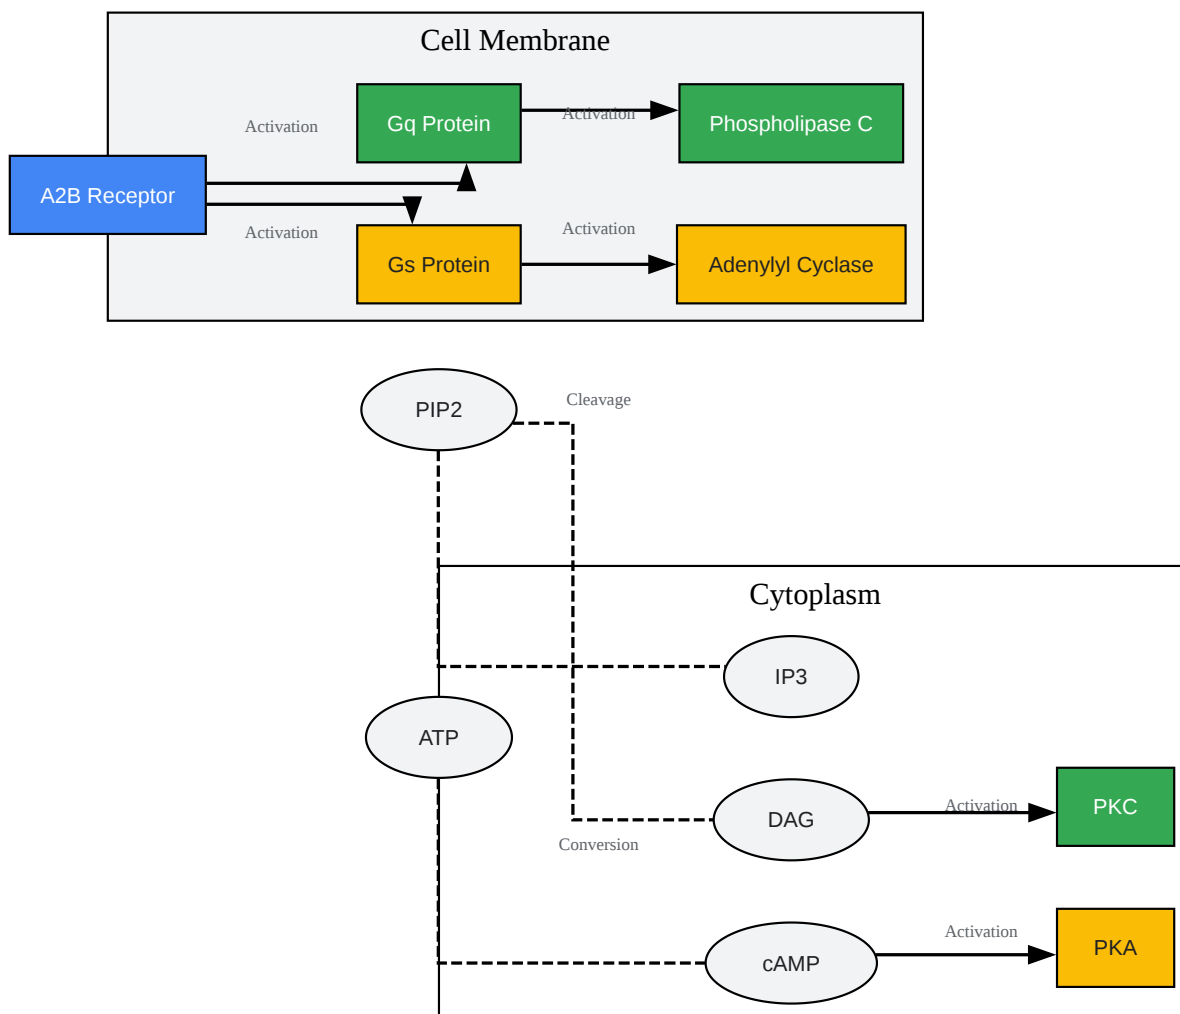 Cell Membrane
Gq Protein
Activation
Phospholipase C
Activation
A2B Receptor
Activation
Activation
Gs Protein
Adenylyl Cyclase
PIP2
Cleavage
Cytoplasm
IP3
ATP
DAG
Activation
PKC
Conversion
cAMP
Activation
PKA